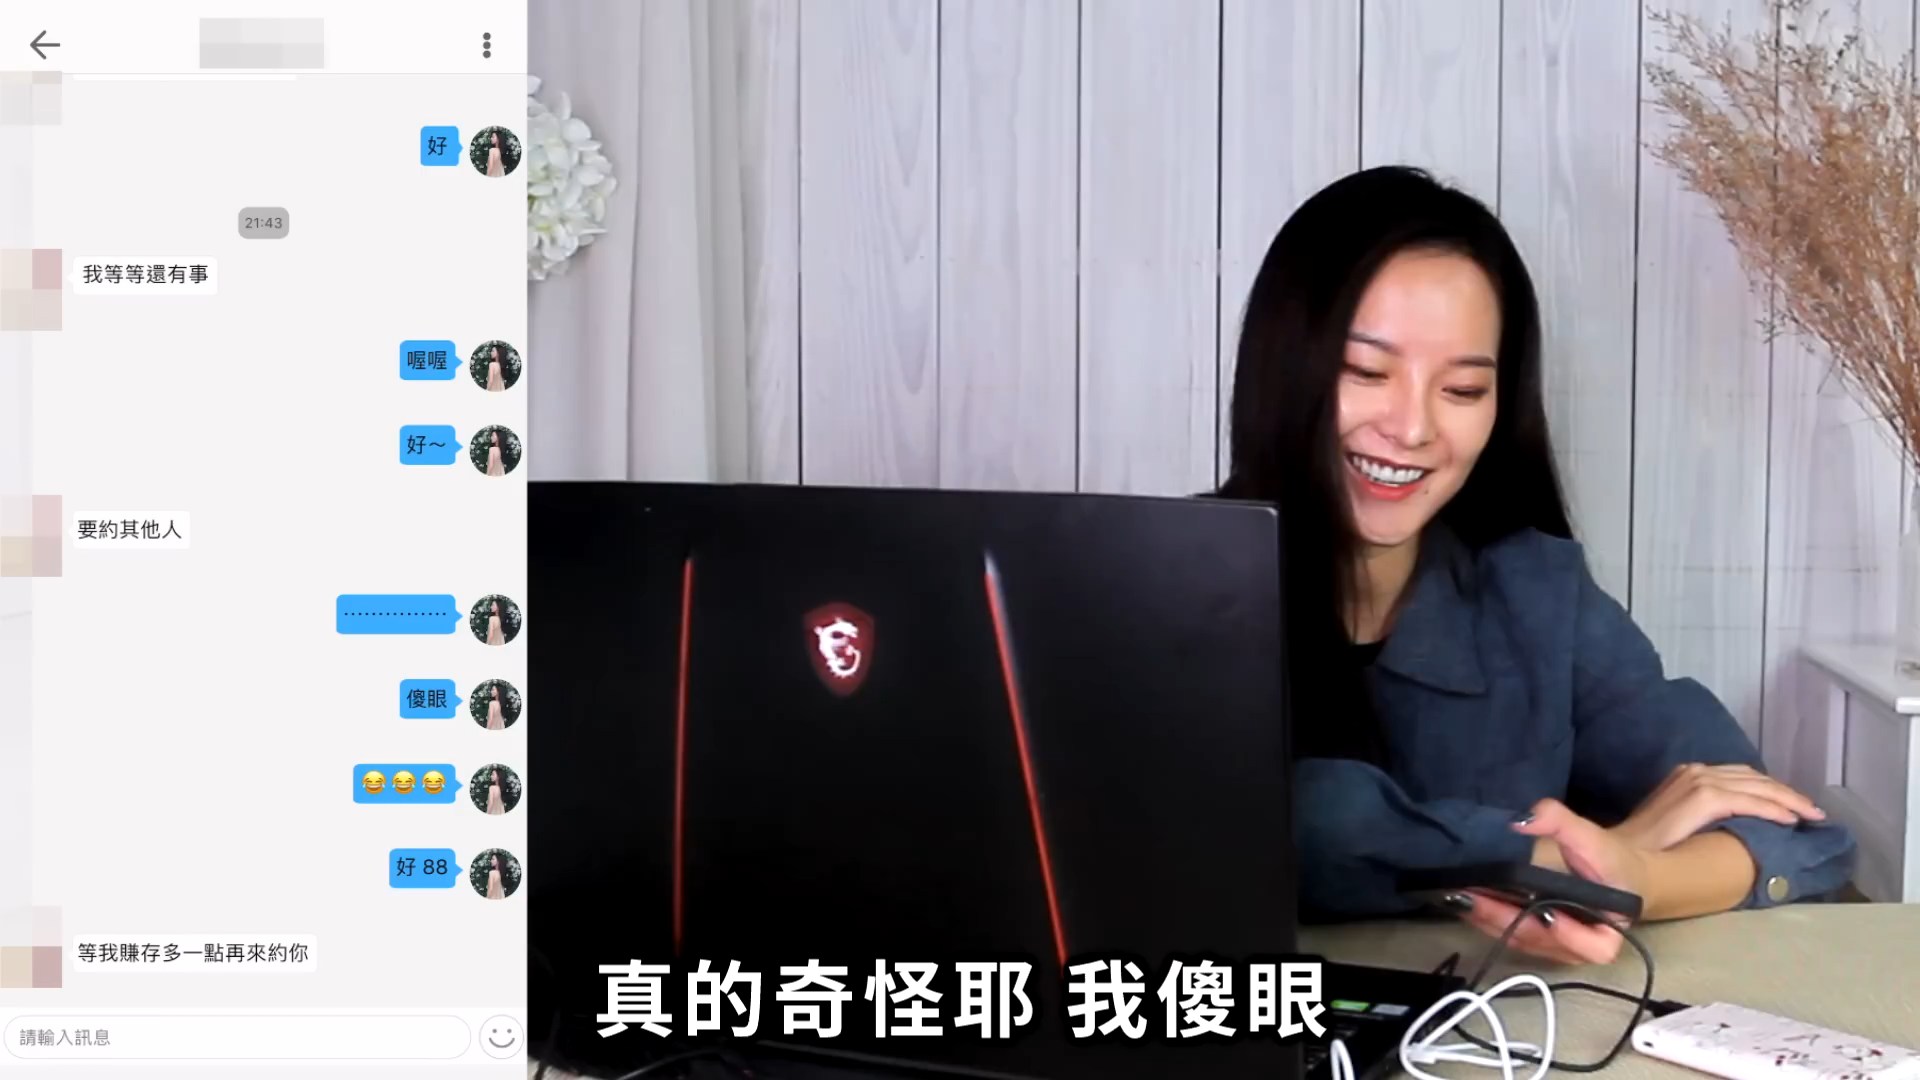 好
21:43
我等等還有事
喔喔
好～
要約其他人
...............
傻眼
😂😂😂
好 88
等我賺存多一點再來約你
請輸入訊息
真的奇怪耶 我傻眼